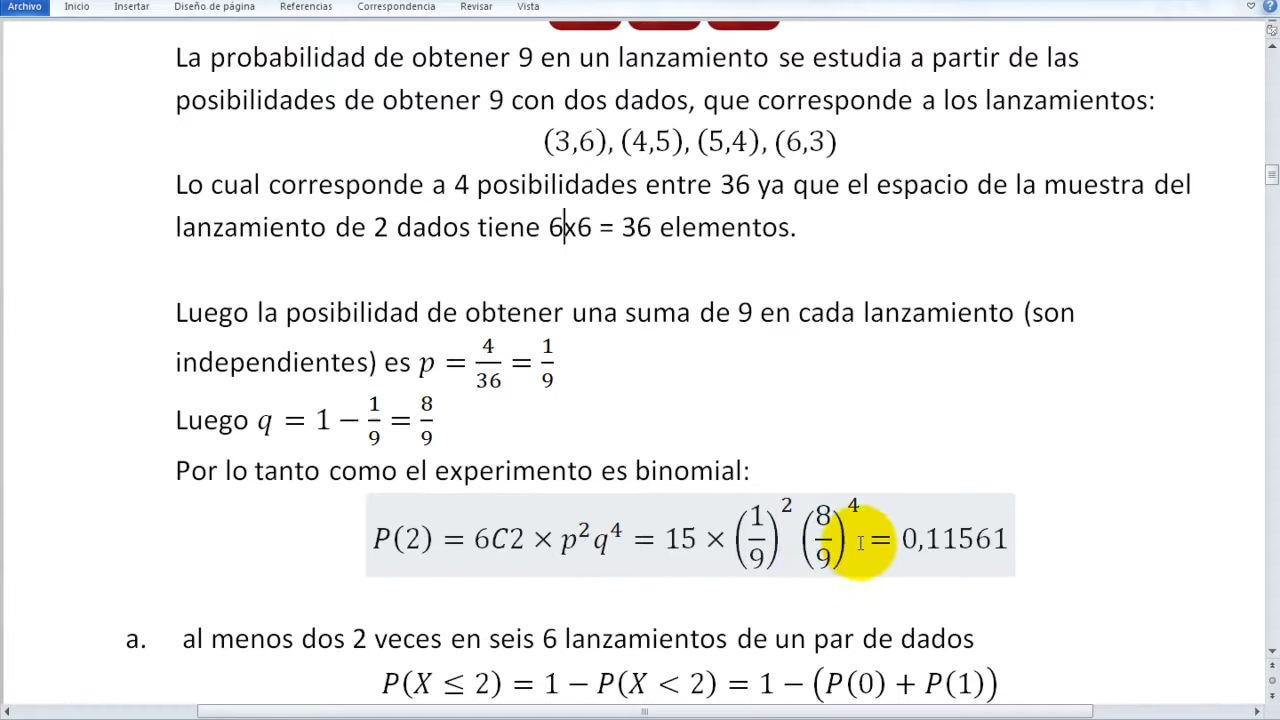 Archivo Inicio Insertar Diseño de página Referencias Correspondencia Revisar Vista
La probabilidad de obtener 9 en un lanzamiento se estudia a partir de las
posibilidades de obtener 9 con dos dados, que corresponde a los lanzamientos:
(3,6), (4,5), (5,4), (6,3)
Lo cual corresponde a 4 posibilidades entre 36 ya que el espacio de la muestra del
lanzamiento de 2 dados tiene 6x6 = 36 elementos.
Luego la posibilidad de obtener una suma de 9 en cada lanzamiento (son
independientes) es p = 4/36 = 1/9
Luego q = 1 − 1/9 = 8/9
Por lo tanto como el experimento es binomial:
P(2) = 6C2 × p²q⁴ = 15 × (1/9)² (8/9)⁴ = 0,11561
a. al menos dos 2 veces en seis 6 lanzamientos de un par de dados
P(X ≤ 2) = 1 − P(X < 2) = 1 − (P(0) + P(1))